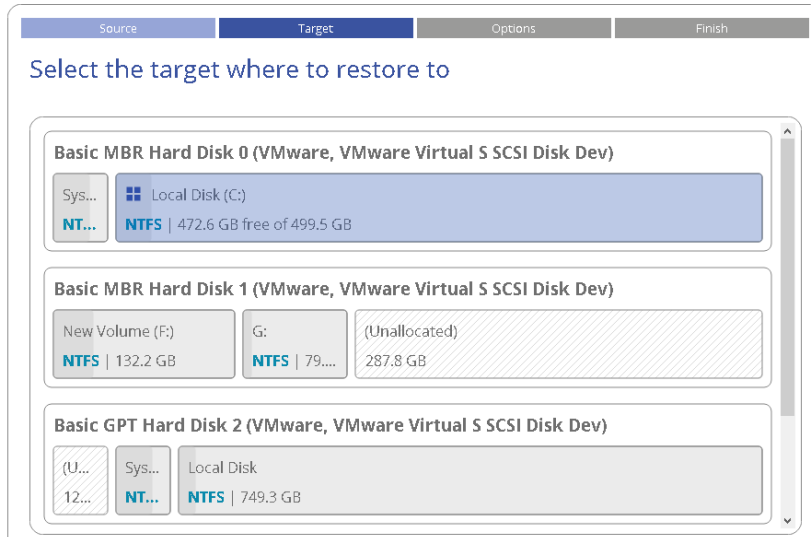 Source Target Options Finish
Select the target where to restore to
Basic MBR Hard Disk 0 (VMware, VMware Virtual S SCSI Disk Dev)
Sys... Local Disk (C:)
NT... NTFS | 472.6 GB free of 499.5 GB
Basic MBR Hard Disk 1 (VMware, VMware Virtual S SCSI Disk Dev)
New Volume (F:) G: (Unallocated)
NTFS | 132.2 GB NTFS | 79.... 287.8 GB
Basic GPT Hard Disk 2 (VMware, VMware Virtual S SCSI Disk Dev)
(U... Sys... Local Disk
12... NT... NTFS | 749.3 GB